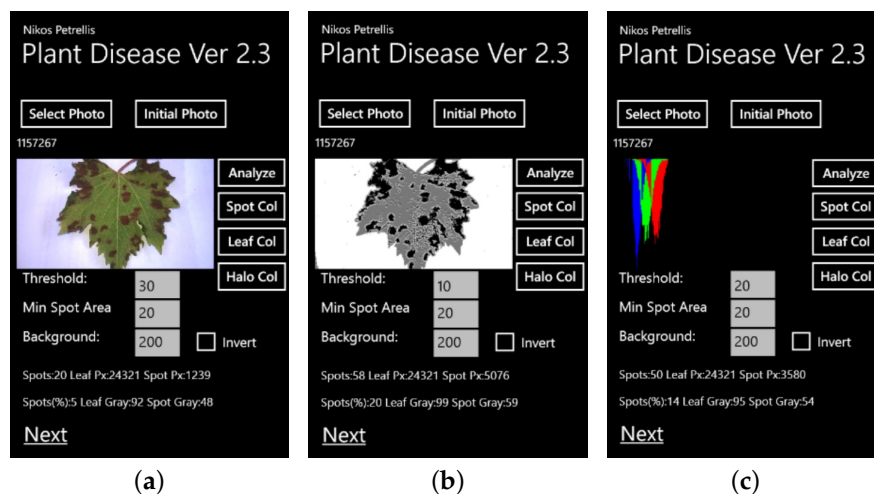 Nikos Petrellis
Plant Disease Ver 2.3
Select Photo Initial Photo
1157267
Analyze
Spot Col
Leaf Col
Halo Col
Threshold: 30
Min Spot Area 20
Background: 200 Invert
Spots:20 Leaf Px:24321 Spot Px:1239
Spots(%):5 Leaf Gray:92 Spot Gray:48
Next
(a)
Nikos Petrellis
Plant Disease Ver 2.3
Select Photo Initial Photo
1157267
Analyze
Spot Col
Leaf Col
Halo Col
Threshold: 10
Min Spot Area 20
Background: 200 Invert
Spots:58 Leaf Px:24321 Spot Px:5076
Spots(%):20 Leaf Gray:99 Spot Gray:59
Next
(b)
Nikos Petrellis
Plant Disease Ver 2.3
Select Photo Initial Photo
1157267
Analyze
Spot Col
Leaf Col
Halo Col
Threshold: 20
Min Spot Area 20
Background: 200 Invert
Spots:50 Leaf Px:24321 Spot Px:3580
Spots(%):14 Leaf Gray:95 Spot Gray:54
Next
(c)